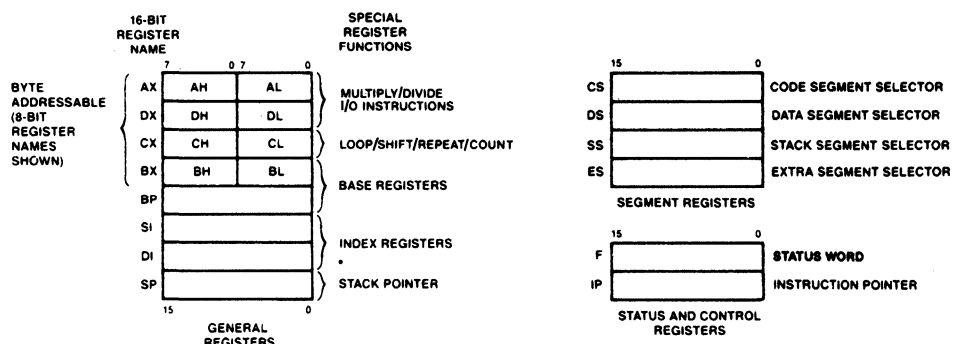 16-BIT
REGISTER
NAME
SPECIAL
REGISTER
FUNCTIONS
7 0 7 0
BYTE
ADDRESSABLE
(8-BIT
REGISTER
NAMES
SHOWN)
AX AH AL
DX DH DL
MULTIPLY/DIVIDE
I/O INSTRUCTIONS
CX CH CL LOOP/SHIFT/REPEAT/COUNT
BX BH BL
BP
BASE REGISTERS
SI
DI
INDEX REGISTERS
SP STACK POINTER
15 0
GENERAL
REGISTERS
15 0
CS CODE SEGMENT SELECTOR
DS DATA SEGMENT SELECTOR
SS STACK SEGMENT SELECTOR
ES EXTRA SEGMENT SELECTOR
SEGMENT REGISTERS
15 0
F STATUS WORD
IP INSTRUCTION POINTER
STATUS AND CONTROL
REGISTERS